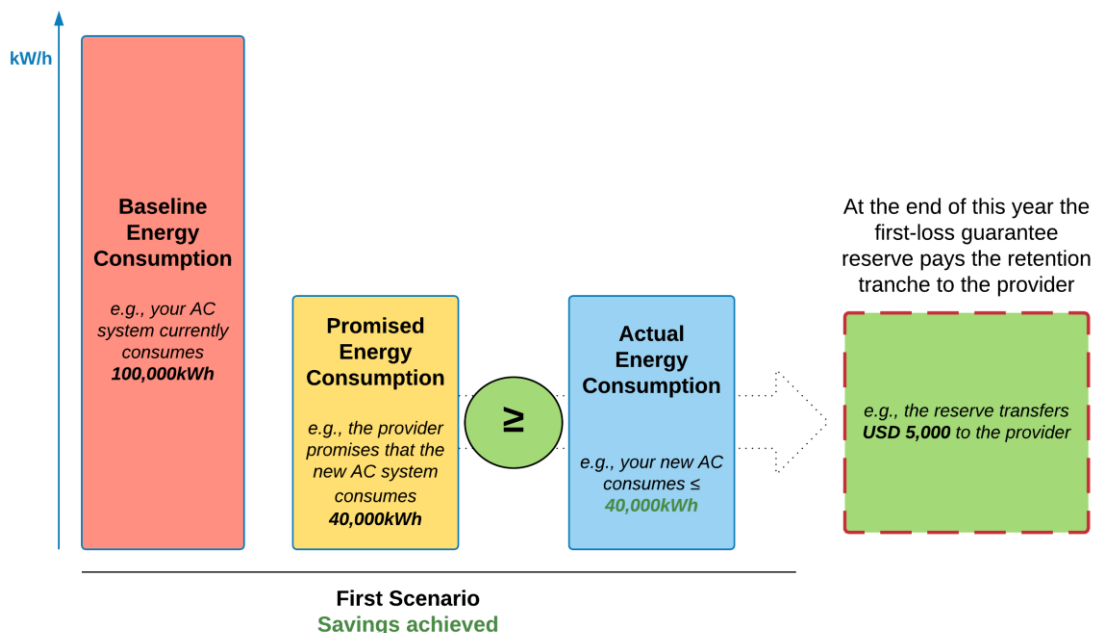 kW/h
Baseline
Energy
Consumption
e.g., your AC
system currently
consumes
100,000kWh
Promised
Energy
Consumption
e.g., the provider
promises that the
new AC system
consumes
40,000kWh
≥
Actual
Energy
Consumption
e.g., your new AC
consumes ≤
40,000kWh
At the end of this year the
first-loss guarantee
reserve pays the retention
tranche to the provider
e.g., the reserve transfers
USD 5,000 to the provider
First Scenario
Savings achieved